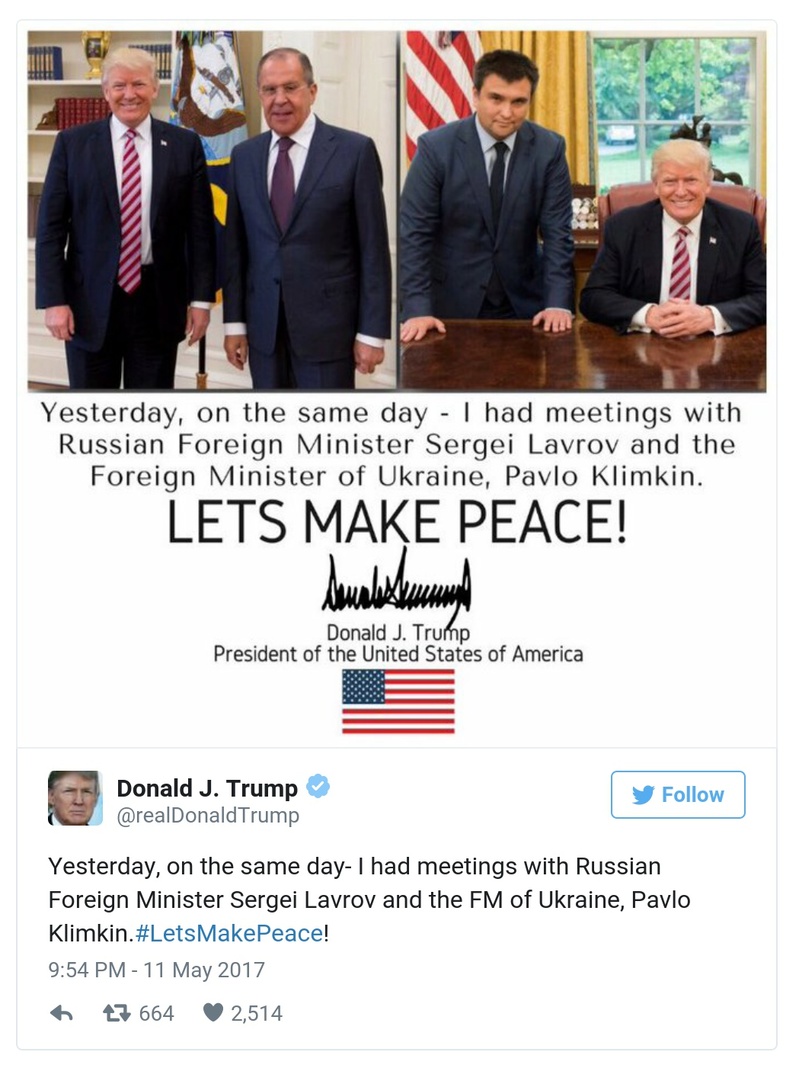 Yesterday, on the same day - I had meetings with
Russian Foreign Minister Sergei Lavrov and the
Foreign Minister of Ukraine, Pavlo Klimkin.
LETS MAKE PEACE!
Donald J. Trump
Donald J. Trump
President of the United States of America
Donald J. Trump
@realDonaldTrump
Follow
Yesterday, on the same day- I had meetings with Russian
Foreign Minister Sergei Lavrov and the FM of Ukraine, Pavlo
Klimkin.#LetsMakePeace!
9:54 PM - 11 May 2017
664 2,514